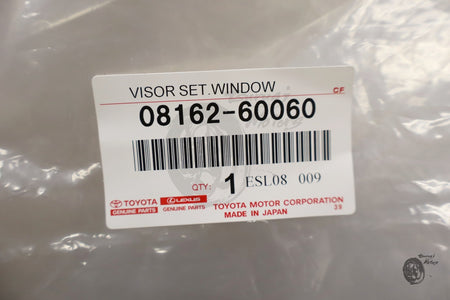 VISOR SET.WINDOW CF
08162-60060
QTY: 1 ESL08 009
TOYOTA LEXUS TOYOTA MOTOR CORPORATION
GENUINE PARTS GENUINE PARTS MADE IN JAPAN 39